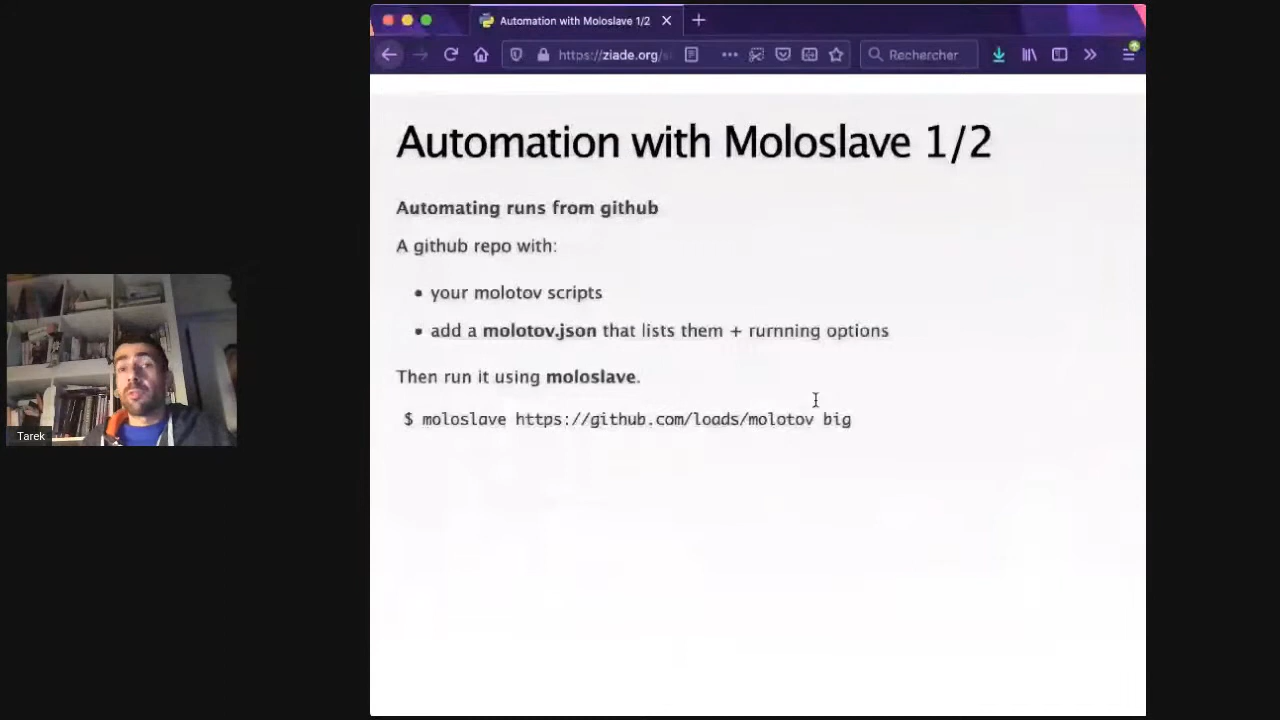 Automation with Moloslave 1/2
https://ziade.org/
Rechercher
Automation with Moloslave 1/2
Automating runs from github
A github repo with:
• your molotov scripts
• add a molotov.json that lists them + rurnning options
Then run it using moloslave.
$ moloslave https://github.com/loads/molotov big
Tarek